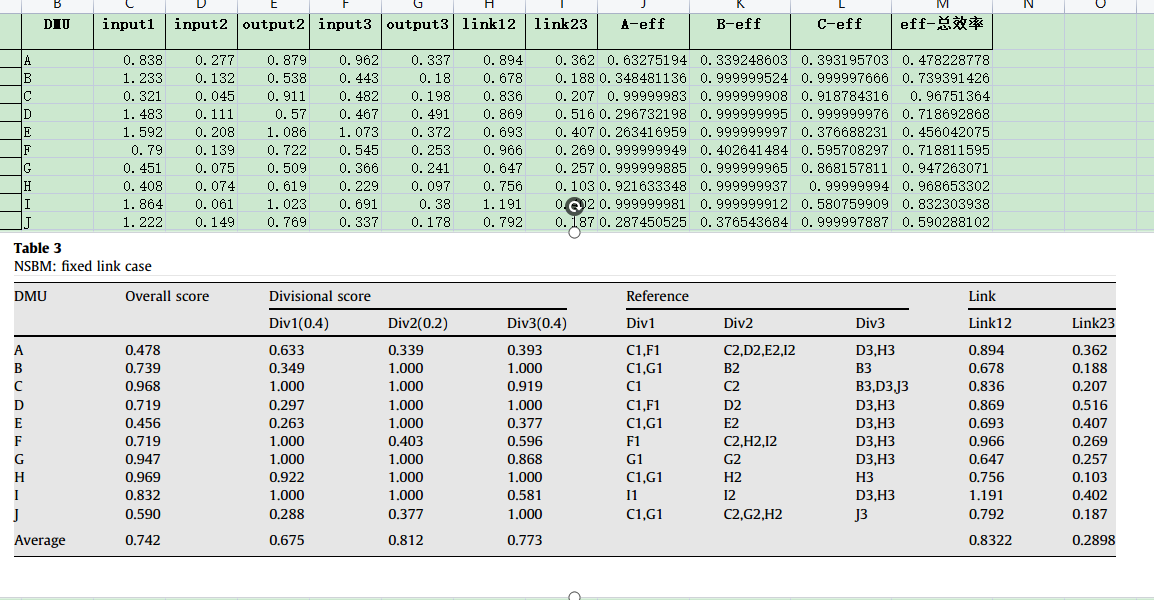 B C D E F G H I J K L M N O
DMU input1 input2 output2 input3 output3 link12 link23 A-eff B-eff C-eff eff-总效率
A 0.838 0.277 0.879 0.962 0.337 0.894 0.362 0.63275194 0.339248603 0.393195703 0.478228778
B 1.233 0.132 0.538 0.443 0.18 0.678 0.188 0.348481136 0.999999524 0.999997666 0.739391426
C 0.321 0.045 0.911 0.482 0.198 0.836 0.207 0.99999983 0.999999908 0.918784316 0.96751364
D 1.483 0.111 0.57 0.467 0.491 0.869 0.516 0.296732198 0.999999995 0.999999976 0.718692868
E 1.592 0.208 1.086 1.073 0.372 0.693 0.407 0.263416959 0.999999997 0.376688231 0.456042075
F 0.79 0.139 0.722 0.545 0.253 0.966 0.269 0.999999949 0.402641484 0.595708297 0.718811595
G 0.451 0.075 0.509 0.366 0.241 0.647 0.257 0.999999885 0.999999965 0.868157811 0.947263071
H 0.408 0.074 0.619 0.229 0.097 0.756 0.103 0.921633348 0.999999937 0.99999994 0.968653302
I 1.864 0.061 1.023 0.691 0.38 1.191 0.999999981 0.999999912 0.580759909 0.832303938
J 1.222 0.149 0.769 0.337 0.178 0.792 0.187 0.287450525 0.376543684 0.999997887 0.590288102
Table 3
NSBM: fixed link case
DMU Overall score Divisional score Reference Link
Div1(0.4) Div2(0.2) Div3(0.4) Div1 Div2 Div3 Link12 Link23
A 0.478 0.633 0.339 0.393 C1,F1 C2,D2,E2,I2 D3,H3 0.894 0.362
B 0.739 0.349 1.000 1.000 C1,G1 B2 B3 0.678 0.188
C 0.968 1.000 1.000 0.919 C1 C2 B3,D3,J3 0.836 0.207
D 0.719 0.297 1.000 1.000 C1,F1 D2 D3,H3 0.869 0.516
E 0.456 0.263 1.000 0.377 C1,G1 E2 D3,H3 0.693 0.407
F 0.719 1.000 0.403 0.596 F1 C2,H2,I2 D3,H3 0.966 0.269
G 0.947 1.000 1.000 0.868 G1 G2 D3,H3 0.647 0.257
H 0.969 0.922 1.000 1.000 C1,G1 H2 H3 0.756 0.103
I 0.832 1.000 1.000 0.581 I1 I2 D3,H3 1.191 0.402
J 0.590 0.288 0.377 1.000 C1,G1 C2,G2,H2 J3 0.792 0.187
Average 0.742 0.675 0.812 0.773 0.8322 0.2898